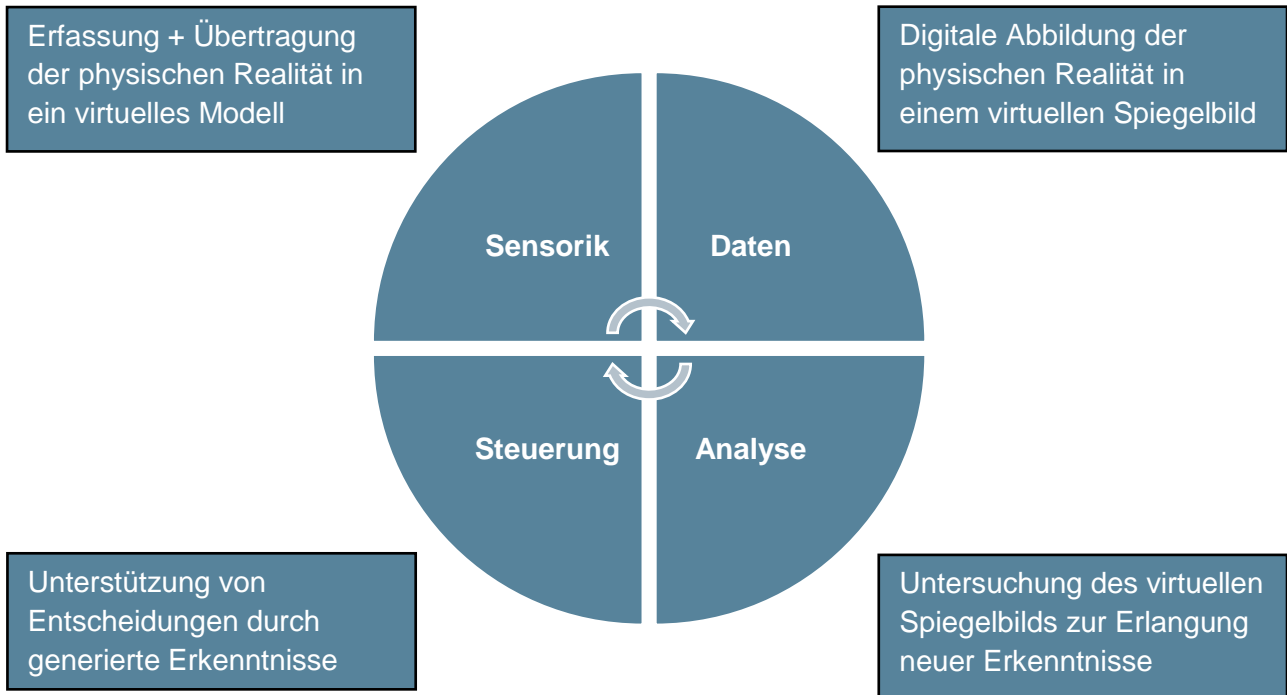 Erfassung + Übertragung
der physischen Realität in
ein virtuelles Modell
Digitale Abbildung der
physischen Realität in
einem virtuellen Spiegelbild
Sensorik
Daten
Steuerung
Analyse
Unterstützung von
Entscheidungen durch
generierte Erkenntnisse
Untersuchung des virtuellen
Spiegelbilds zur Erlangung
neuer Erkenntnisse